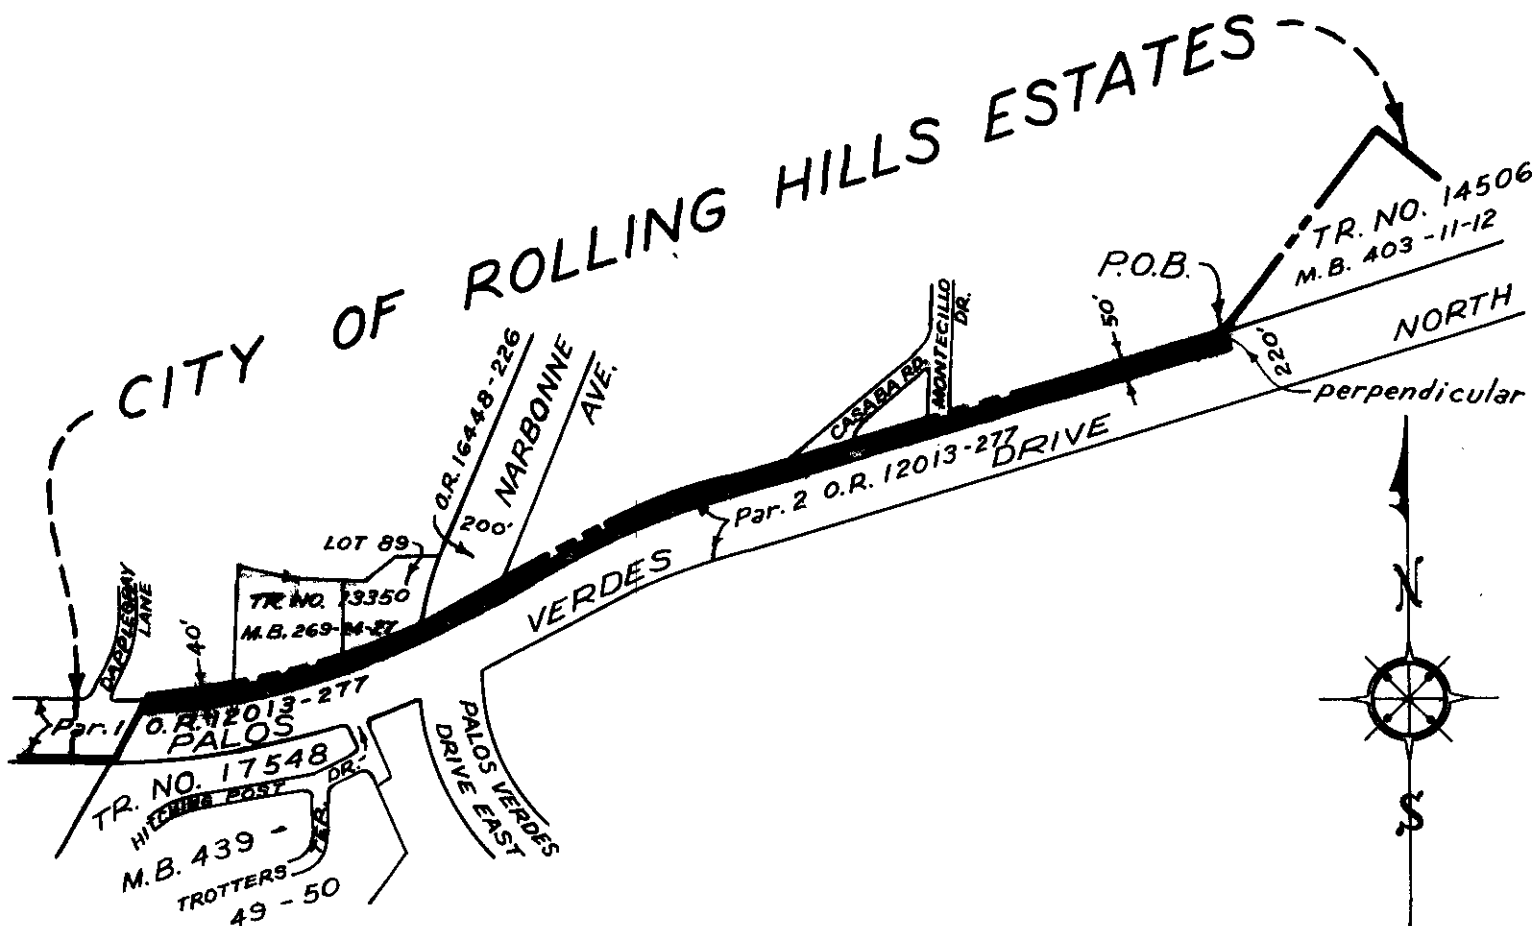 CITY OF ROLLING HILLS ESTATES
TR. NO. 14506
M.B. 403-11-12
P.O.B.
50'
220'
NORTH
perpendicular
MONTECILLO
DR.
CASABA RD.
DRIVE
Par. 2 O.R. 12013-277
O.R. 16448-226
NARBONNE
AVE.
200'
LOT 89
TR. NO. 13350
M.B. 269-24-27
VERDES
DAPPLEGRAY
LANE
40'
Par. 1 O.R. 12013-277
PALOS
PALOS VERDES
DRIVE EAST
TR. NO. 17548
HITCHING POST DR.
M.B. 439 -
TER.
TROTTERS
49 - 50
N
S